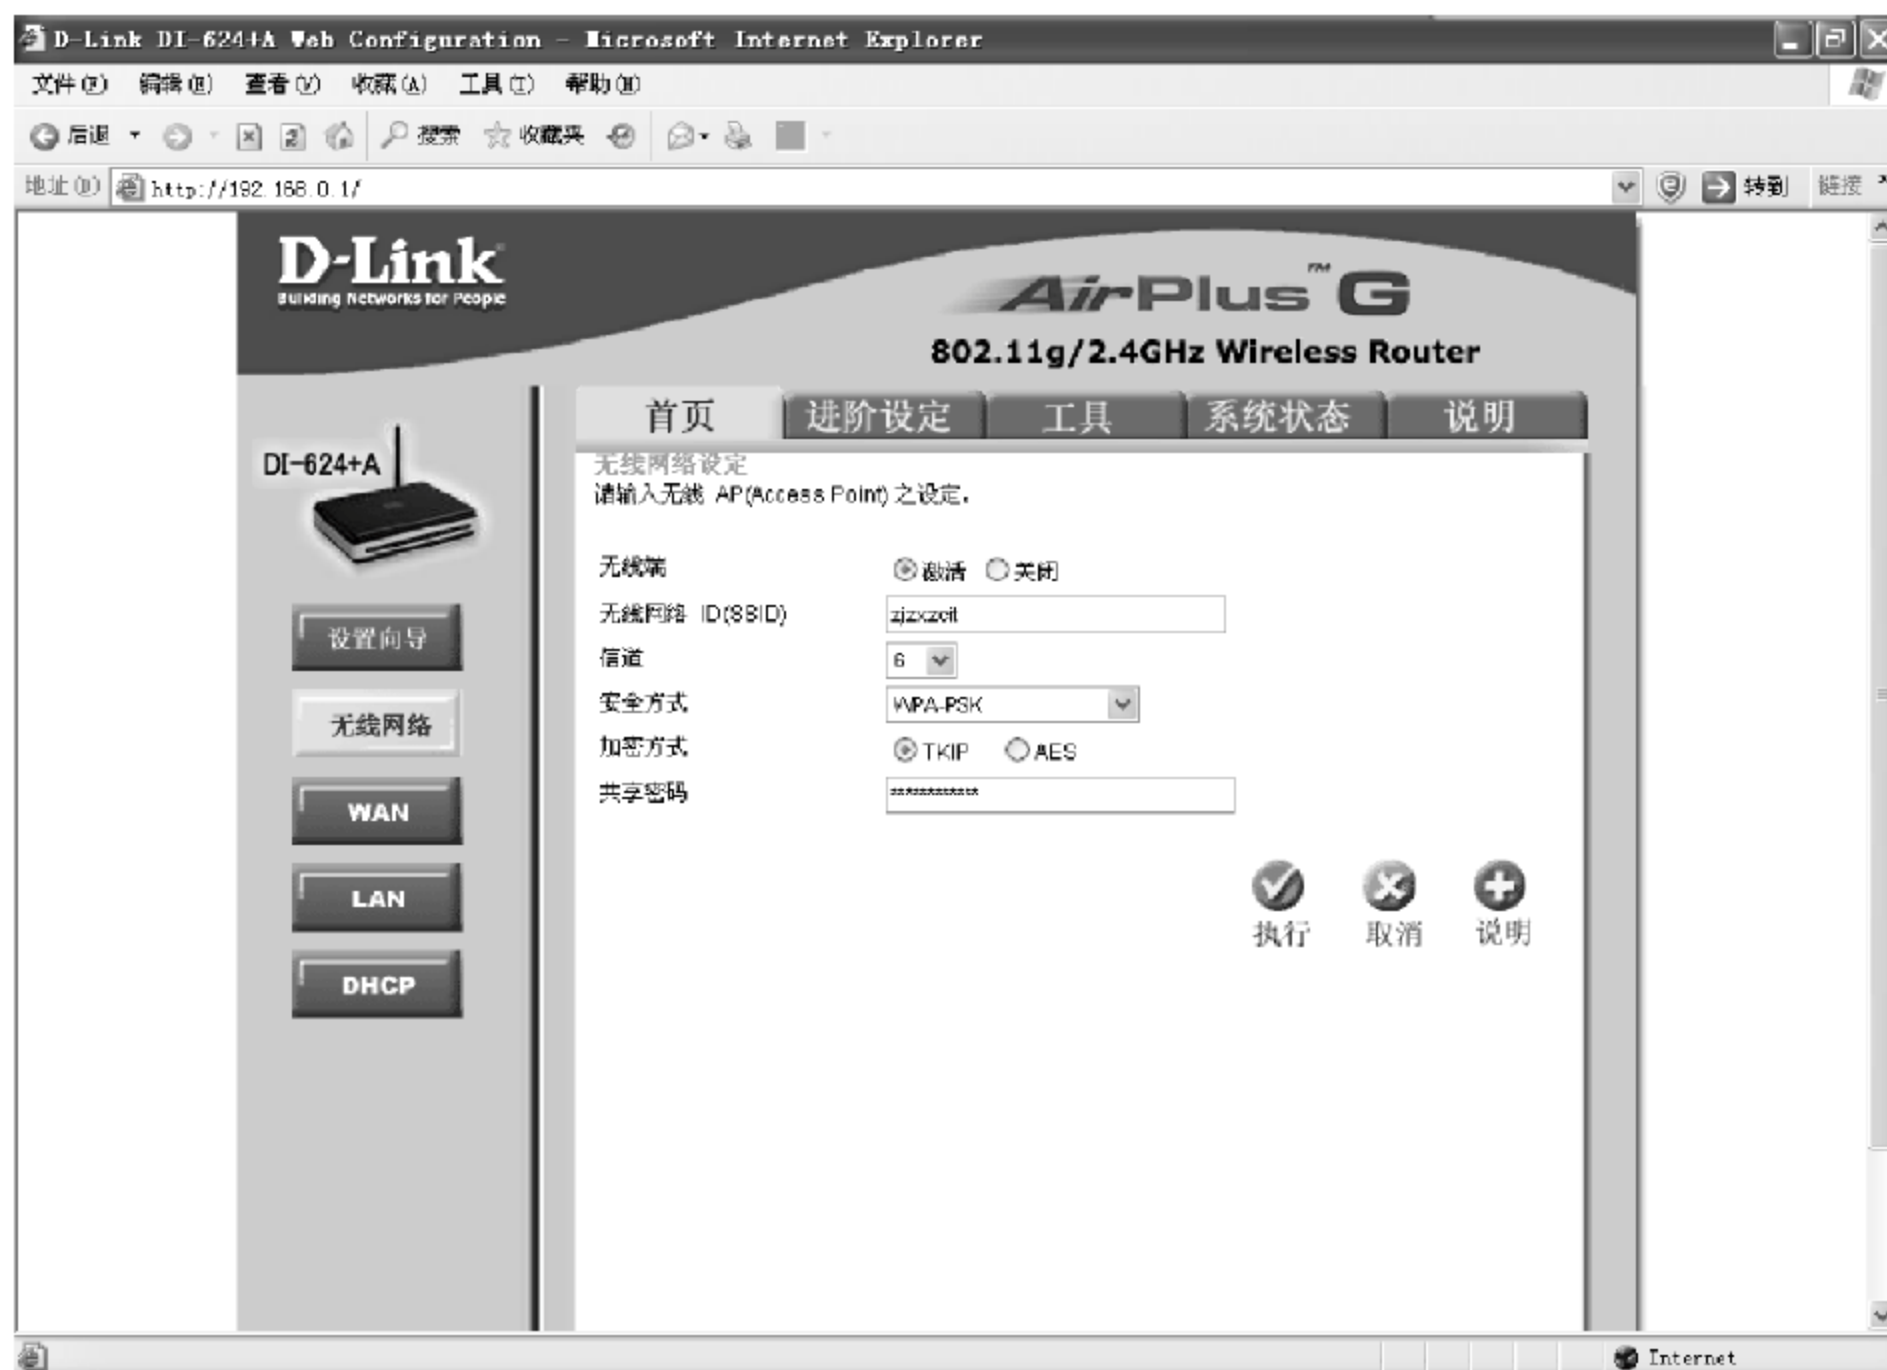 D-Link DI-624+A Web Configuration - Microsoft Internet Explorer
文件(F) 编辑(E) 查看(V) 收藏(A) 工具(T) 帮助(H)
后退 搜索 收藏夹
地址(D) http://192.168.0.1/ 转到 链接
D-Link
Building Networks for People
AirPlus™ G
802.11g/2.4GHz Wireless Router
首页 进阶设定 工具 系统状态 说明
DI-624+A
无线网络设定
请输入无线 AP(Access Point) 之设定.
无线端 激活 关闭
无线网络 ID(SSID) zjzxzeit
信道 6
安全方式 WPA-PSK
加密方式 TKIP AES
共享密码 ************
设置向导
无线网络
WAN
LAN
DHCP
执行 取消 说明
Internet